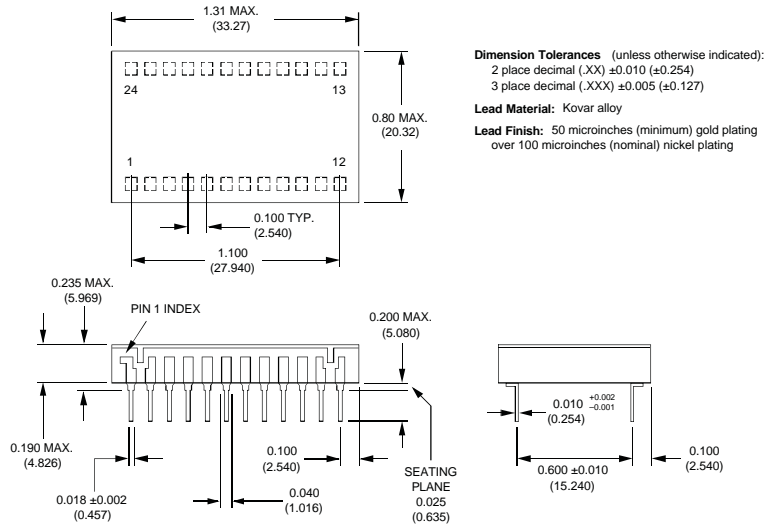 1.31 MAX.
(33.27)
Dimension Tolerances (unless otherwise indicated):
2 place decimal (.XX) ±0.010 (±0.254)
3 place decimal (.XXX) ±0.005 (±0.127)
Lead Material: Kovar alloy
Lead Finish: 50 microinches (minimum) gold plating
over 100 microinches (nominal) nickel plating
24
13
0.80 MAX.
(20.32)
1
12
0.100 TYP.
(2.540)
1.100
(27.940)
0.235 MAX.
(5.969)
PIN 1 INDEX
0.200 MAX.
(5.080)
0.010 +0.002
–0.001
(0.254)
0.190 MAX.
(4.826)
0.100
(2.540)
SEATING
PLANE
0.025
(0.635)
0.600 ±0.010
(15.240)
0.100
(2.540)
0.018 ±0.002
(0.457)
0.040
(1.016)